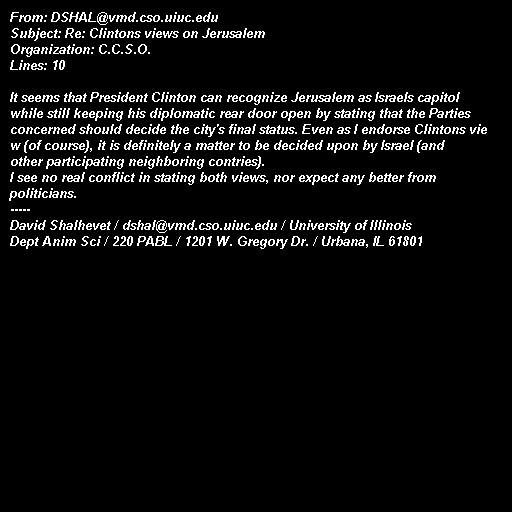 From: DSHAL@vmd.cso.uiuc.edu
Subject: Re: Clintons views on Jerusalem
Organization: C.C.S.O.
Lines: 10

It seems that President Clinton can recognize Jerusalem as Israels capitol
while still keeping his diplomatic rear door open by stating that the Parties
concerned should decide the city's final status. Even as I endorse Clintons vie
w (of course), it is definitely a matter to be decided upon by Israel (and
other participating neighboring contries).
I see no real conflict in stating both views, nor expect any better from
politicians.
-----
David Shalhevet / dshal@vmd.cso.uiuc.edu / University of Illinois
Dept Anim Sci / 220 PABL / 1201 W. Gregory Dr. / Urbana, IL 61801